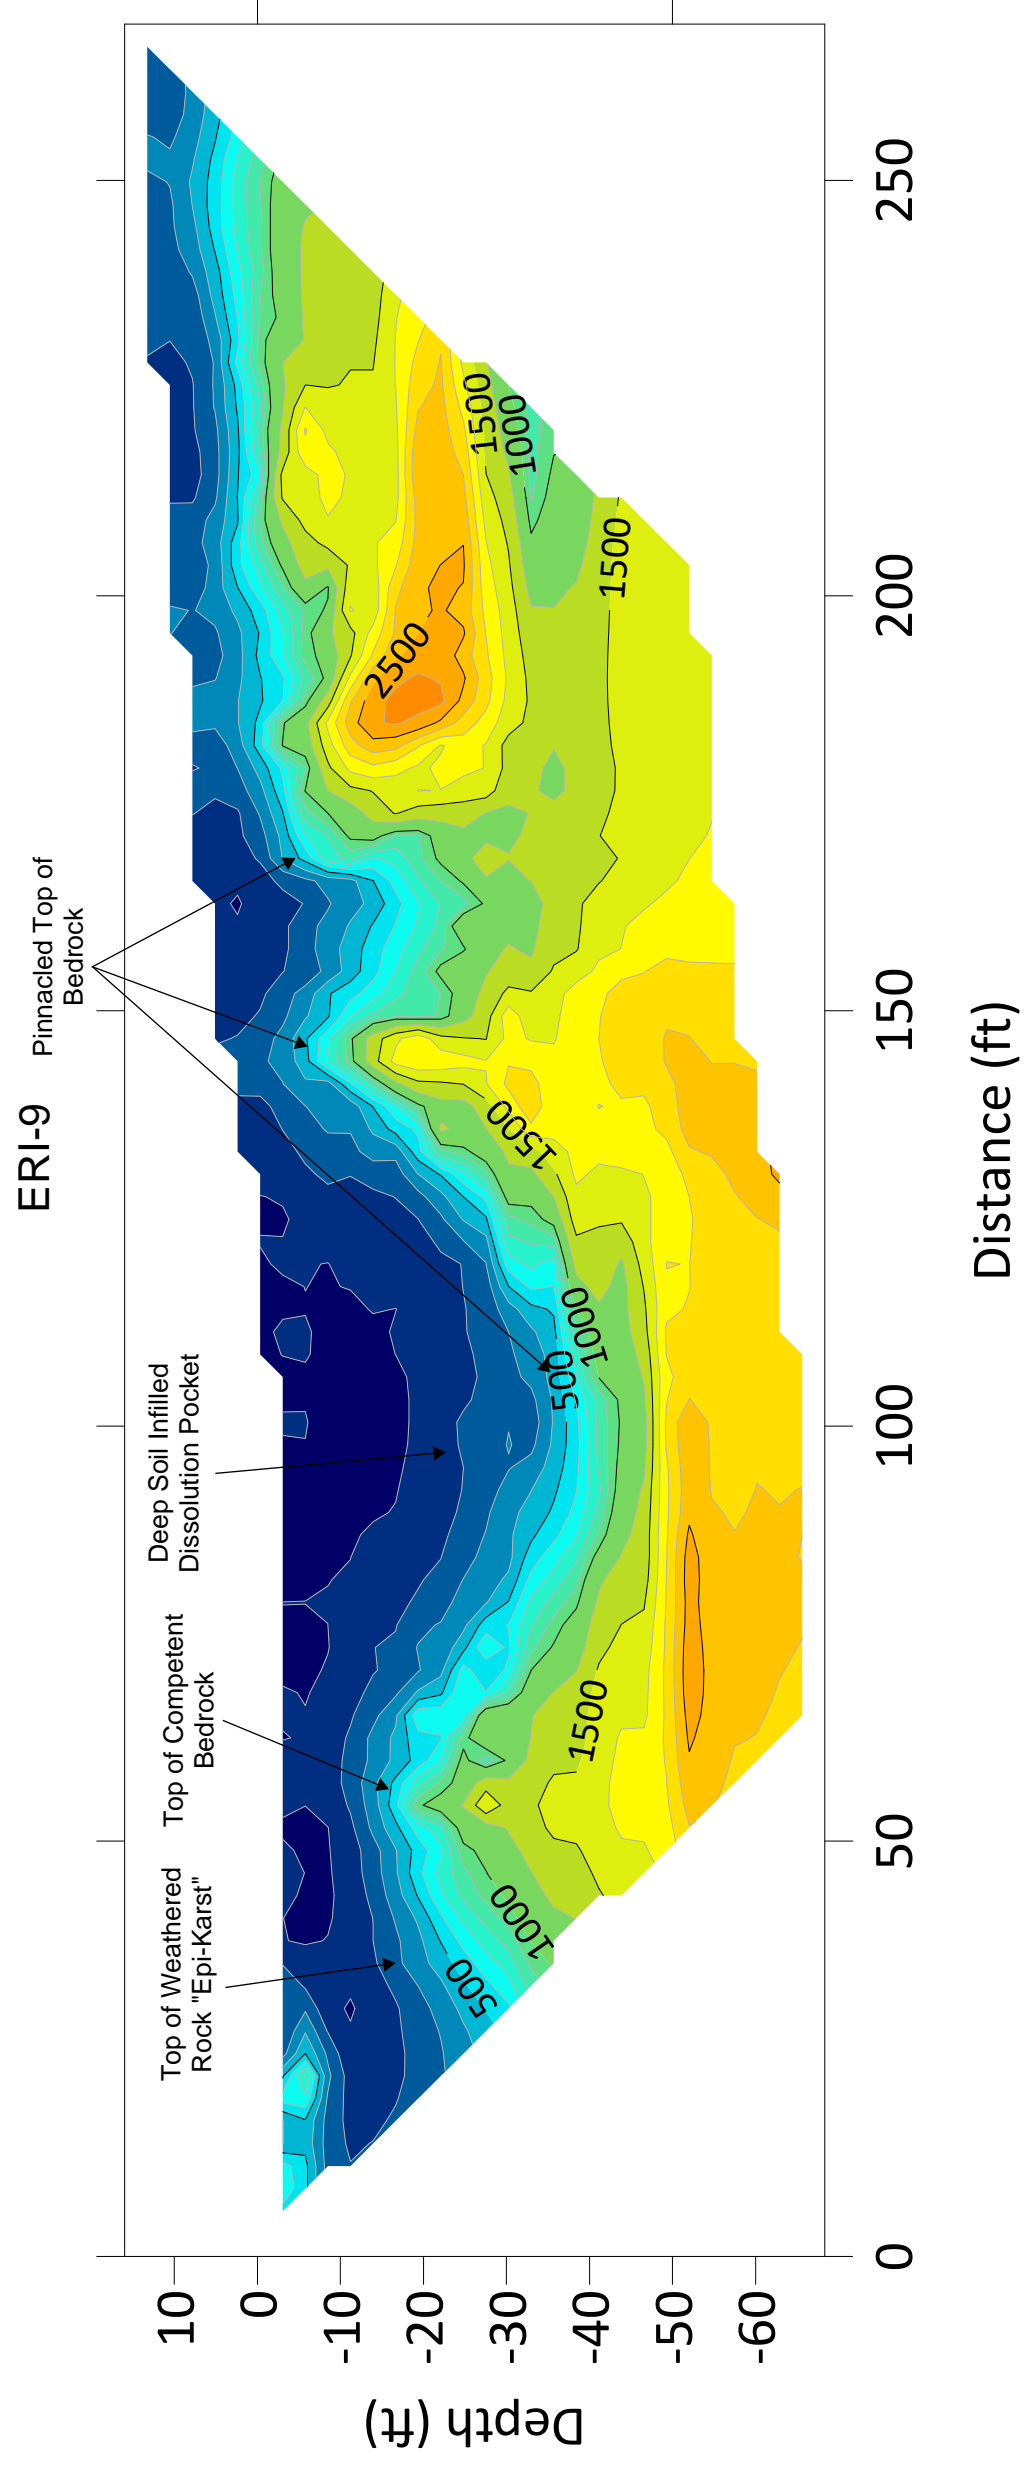 ERI-9
Pinnacled Top of
Bedrock
Deep Soil Infilled
Dissolution Pocket
Top of Competent
Bedrock
Top of Weathered
Rock "Epi-Karst"
10
0
-10
-20
-30
-40
-50
-60
Depth (ft)
500
1000
1500
500
1000
1500
2500
1500
1000
1500
0
50
100
150
200
250
Distance (ft)